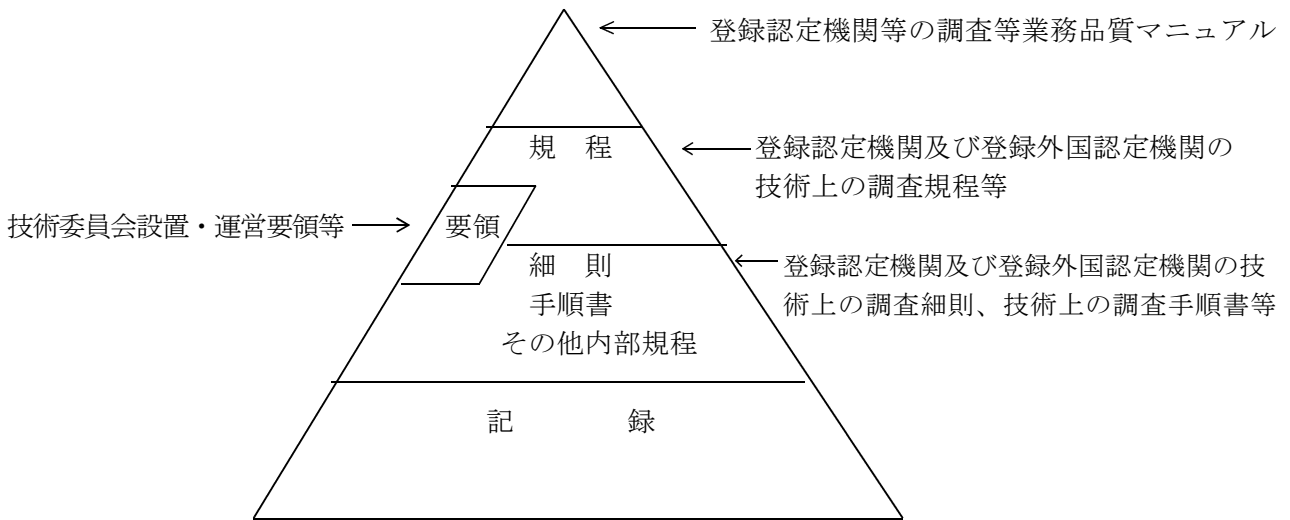 登録認定機関等の調査等業務品質マニュアル
規　程
登録認定機関及び登録外国認定機関の
技術上の調査規程等
技術委員会設置・運営要領等
要領
細　則
手順書
その他内部規程
登録認定機関及び登録外国認定機関の技
術上の調査細則、技術上の調査手順書等
記　　　録